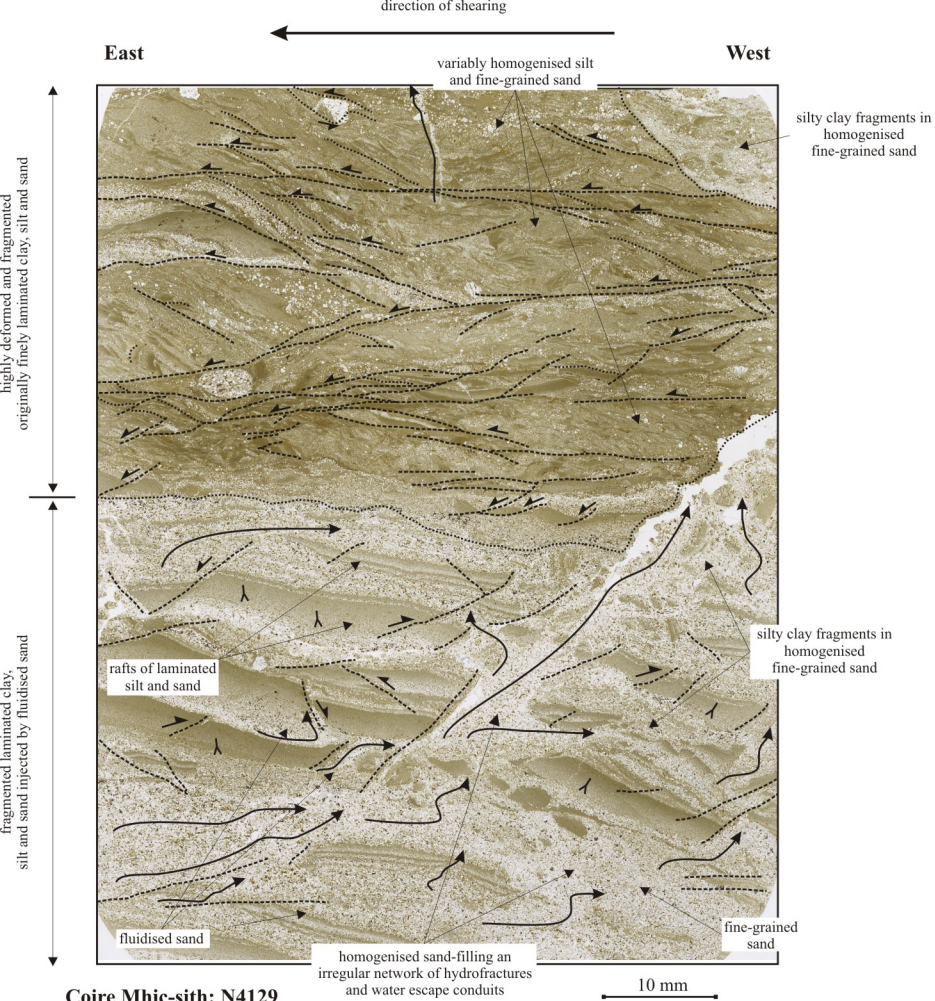 direction of shearing
East
West
variably homogenised silt
and fine-grained sand
silty clay fragments in
homogenised
fine-grained sand
highly deformed and fragmented
originally finely laminated clay, silt and sand
rafts of laminated
silt and sand
silty clay fragments in
homogenised
fine-grained sand
fragmented laminated clay,
silt and sand injected by fluidised sand
fluidised sand
homogenised sand-filling an
irregular network of hydrofractures
and water escape conduits
fine-grained
sand
Coire Mhic-sith: N4129
10 mm